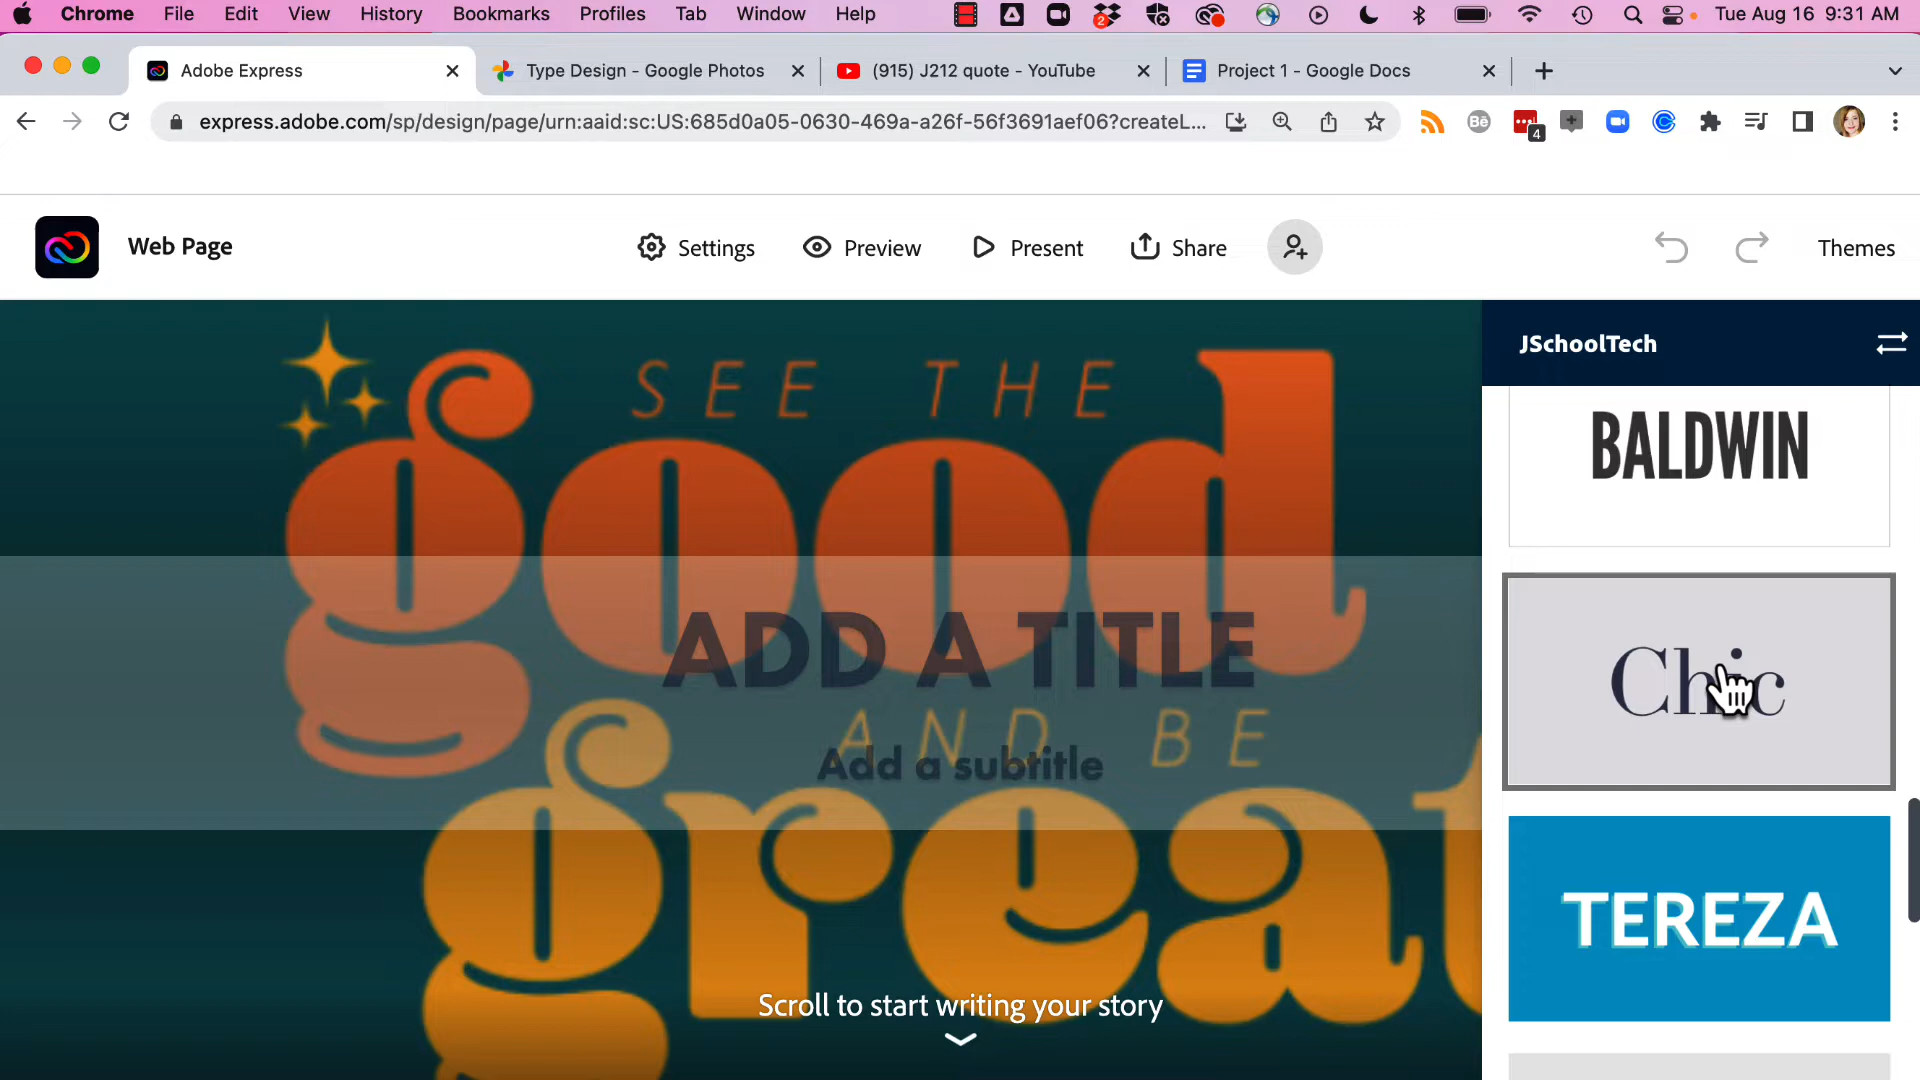 Chrome File Edit View History Bookmarks Profiles Tab Window Help 2 Tue Aug 16 9:31 AM
Adobe Express Type Design - Google Photos (915) J212 quote - YouTube Project 1 - Google Docs
express.adobe.com/sp/design/page/urn:aaid:sc:US:685d0a05-0630-469a-a26f-56f3691aef06?createL... Bē 4
Web Page Settings Preview Present Share Themes
JSchoolTech
SEE THE
good
BALDWIN
ADD A TITLE
Chic
AND BE
Add a subtitle
great
TEREZA
Scroll to start writing your story